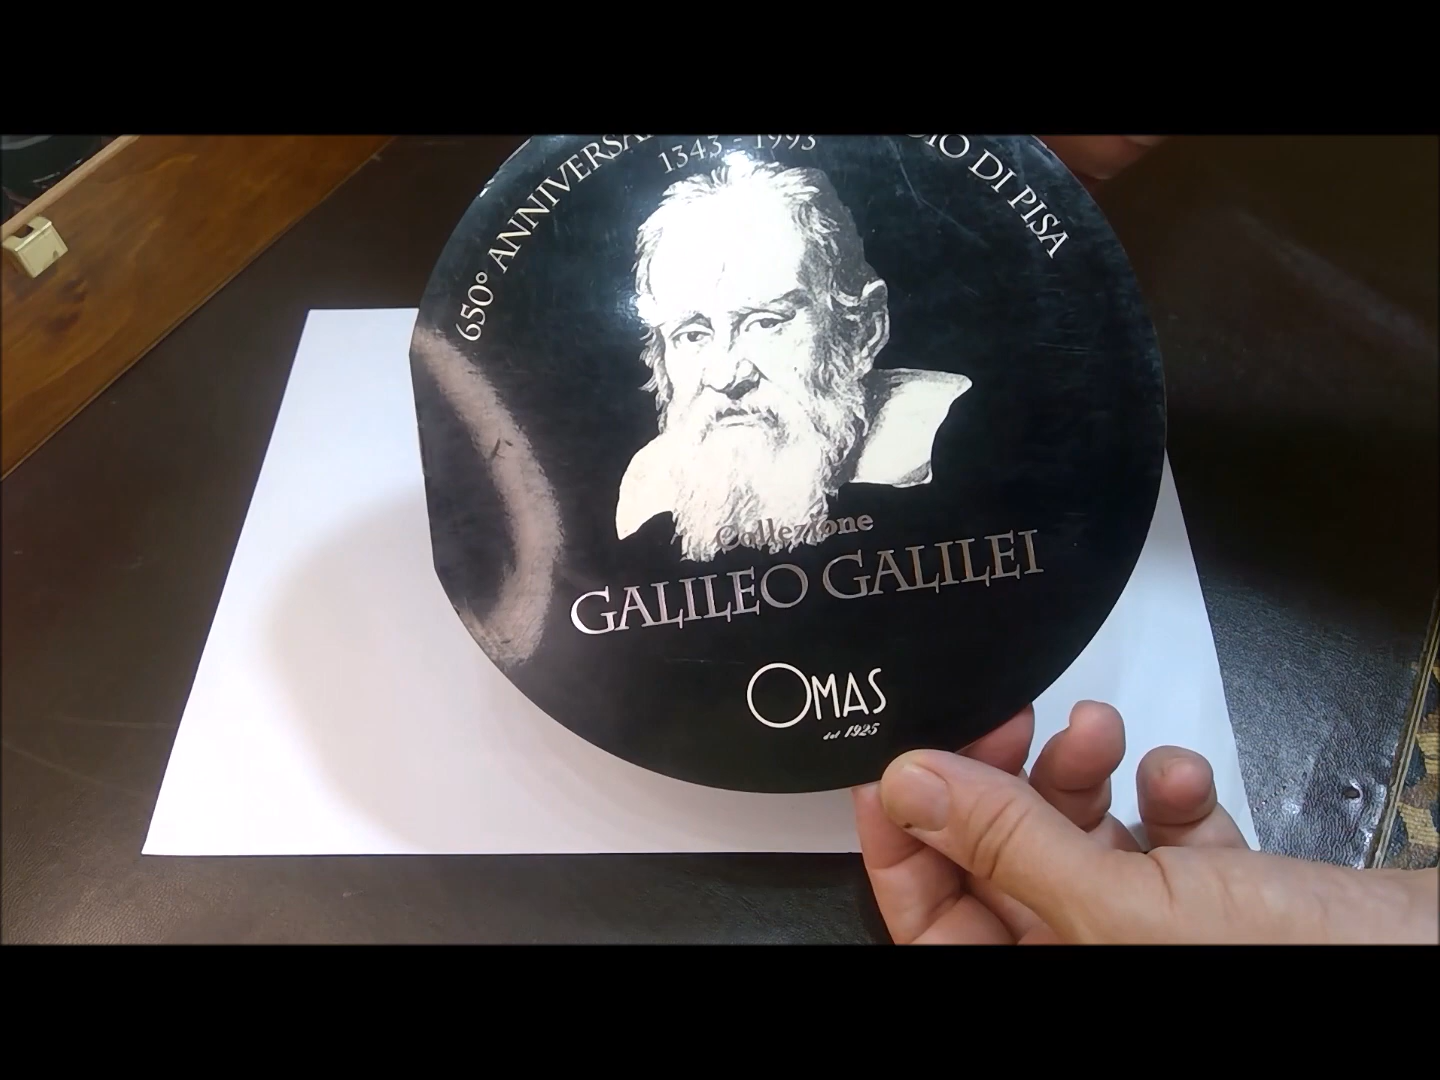 650° ANNIVERSA
DI PISA
1343 - 1993
Collezione
GALILEO GALILEI
OMAS
dal 1925